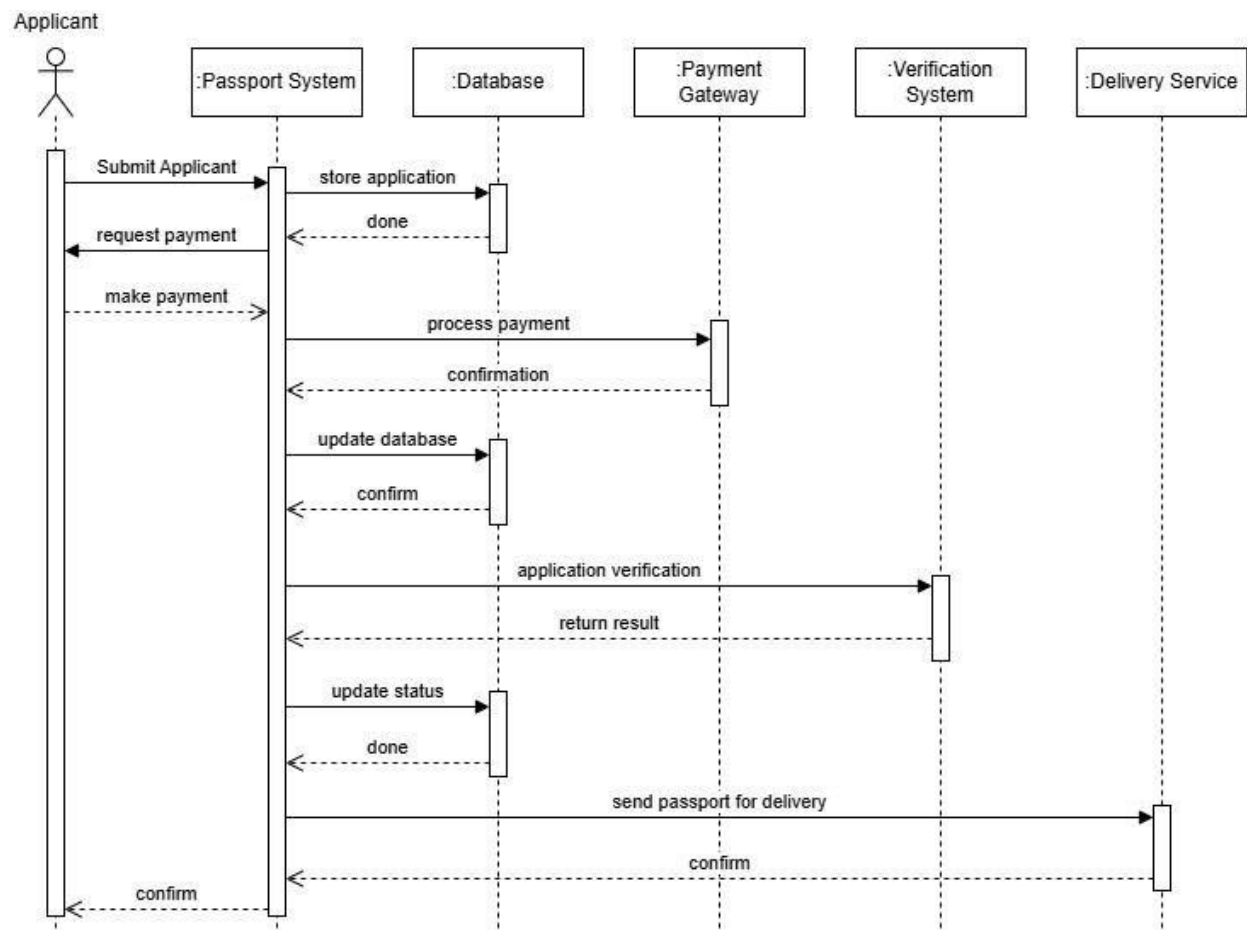 Applicant
:Passport System
:Database
:Payment
Gateway
:Verification
System
:Delivery Service
Submit Applicant
store application
done
request payment
make payment
process payment
confirmation
update database
confirm
application verification
return result
update status
done
send passport for delivery
confirm
confirm